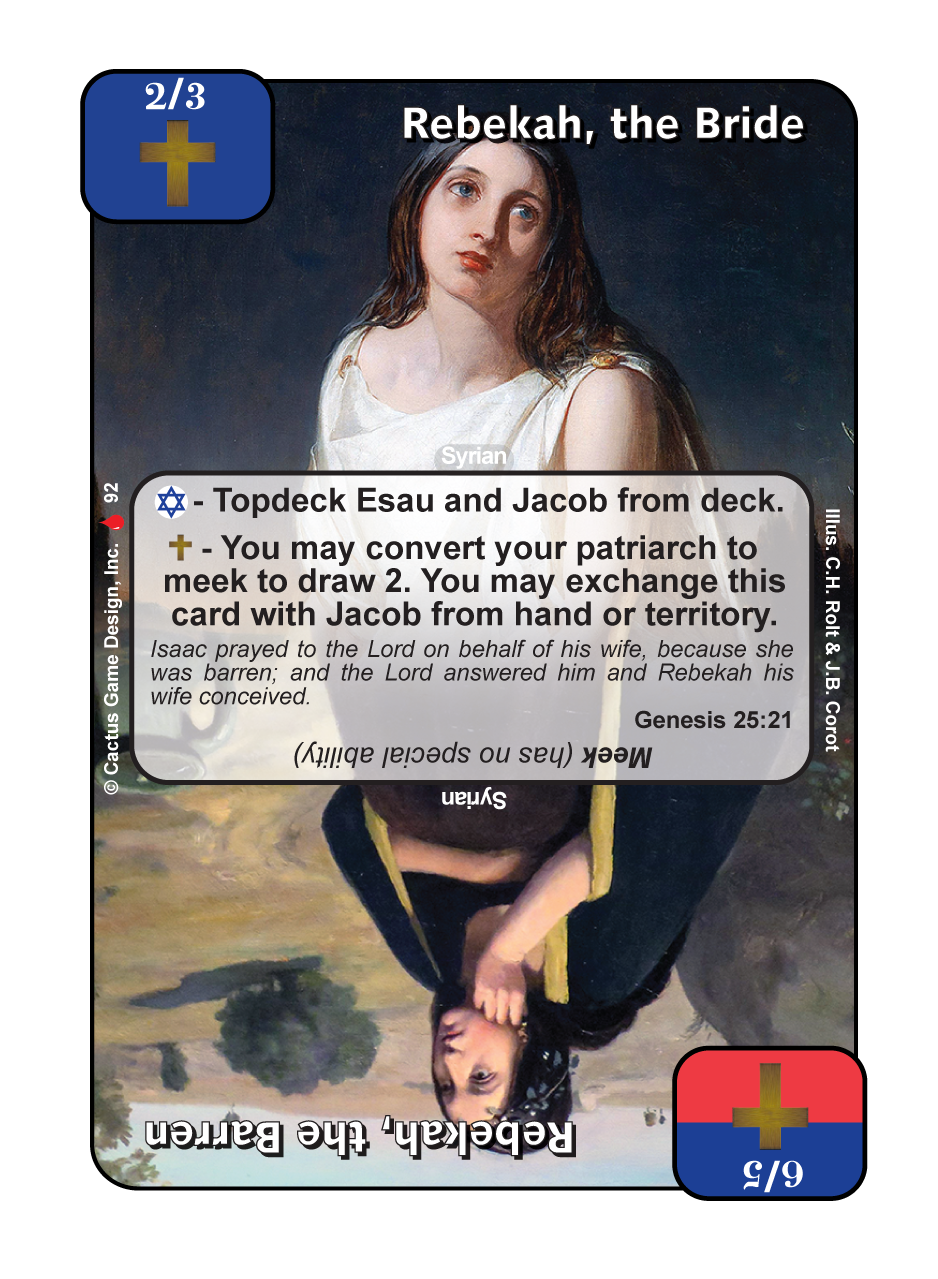 2/3
Rebekah, the Bride
Syrian
- Topdeck Esau and Jacob from deck.
- You may convert your patriarch to
meek to draw 2. You may exchange this
card with Jacob from hand or territory.
Isaac prayed to the Lord on behalf of his wife, because she
was barren; and the Lord answered him and Rebekah his
wife conceived.
Genesis 25:21
Meek (has no special ability)
Syrian
Rebekah, the Barren
6/5
© Cactus Game Design, Inc. 92
Illus. C.H. Rolt & J.B. Corot